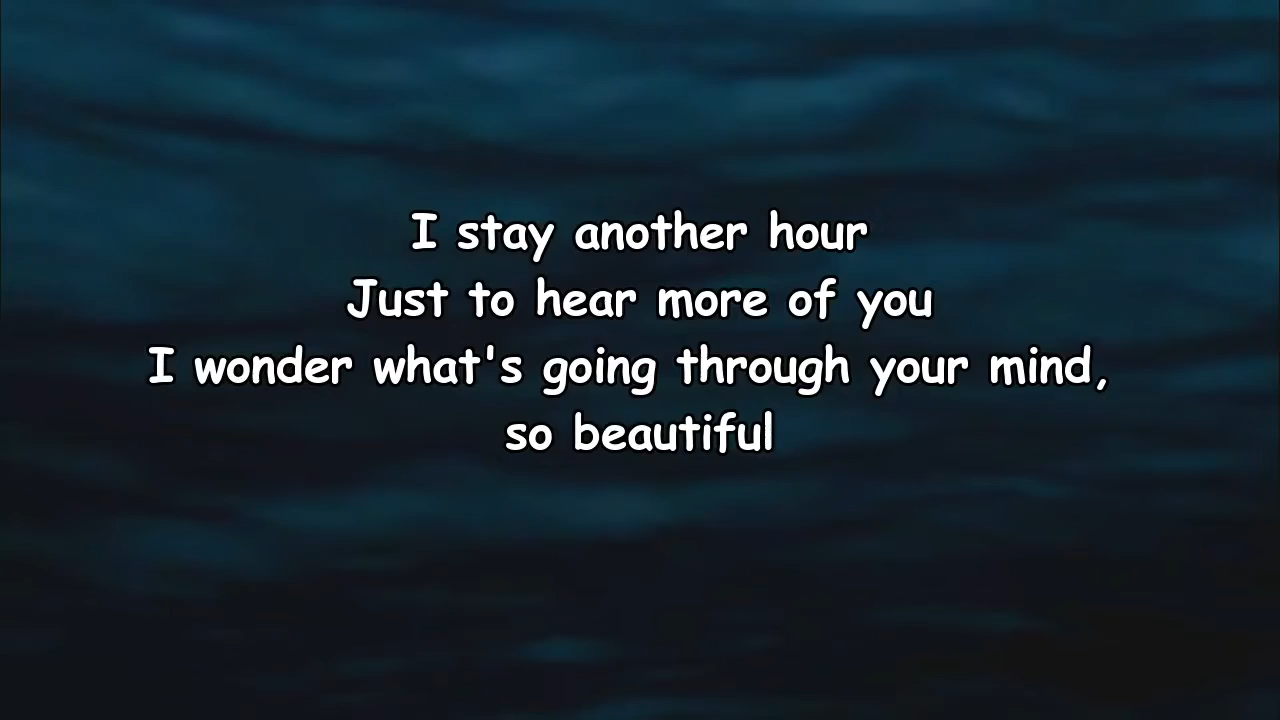 I stay another hour
Just to hear more of you
I wonder what's going through your mind,
so beautiful